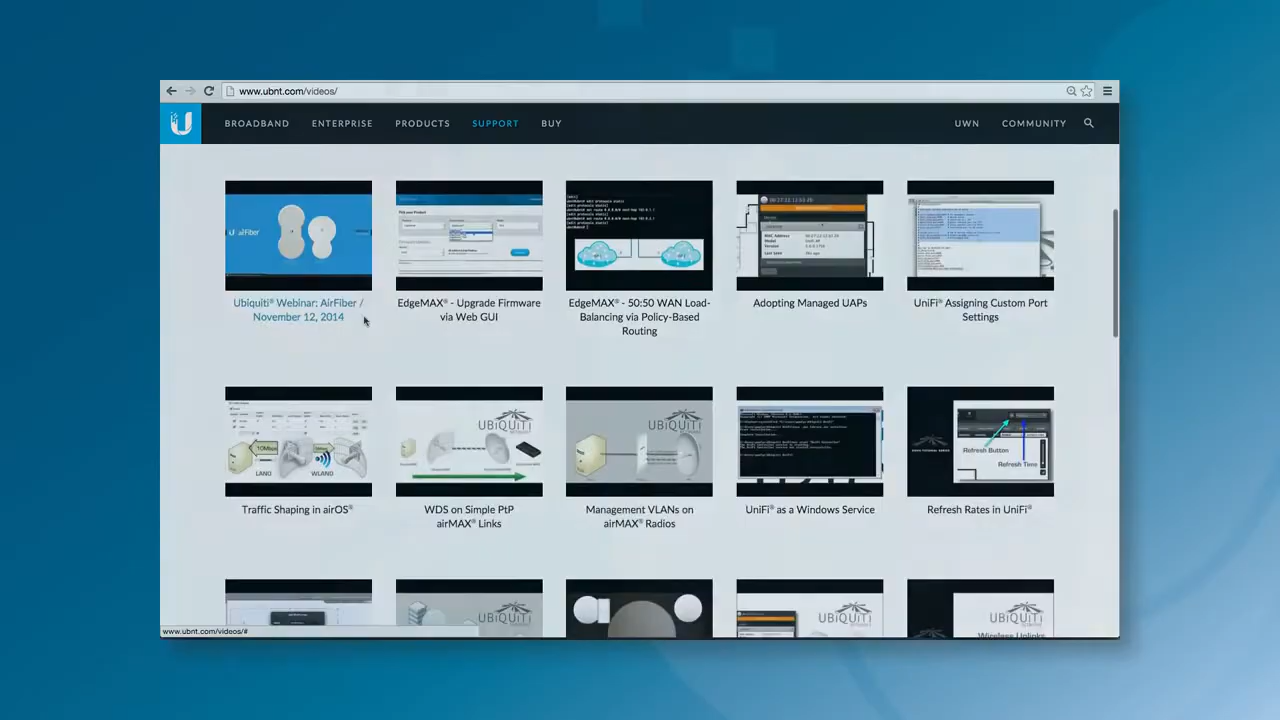 www.ubnt.com/videos/
BROADBAND ENTERPRISE PRODUCTS SUPPORT BUY UWN COMMUNITY
Ubiquiti® Webinar: AirFiber /
November 12, 2014
EdgeMAX® - Upgrade Firmware
via Web GUI
EdgeMAX® - 50:50 WAN Load-
Balancing via Policy-Based
Routing
Adopting Managed UAPs
UniFi® Assigning Custom Port
Settings
LAN0 WLAN0
UBiQUiTi
UBiQUiTi
Refresh Button
Refresh Time
Traffic Shaping in airOS®
WDS on Simple PtP
airMAX® Links
Management VLANs on
airMAX® Radios
UniFi® as a Windows Service
Refresh Rates in UniFi®
UBiQUiTi
UBiQUiTi
UBiQUiTi
Wireless Uplinks
www.ubnt.com/videos/#